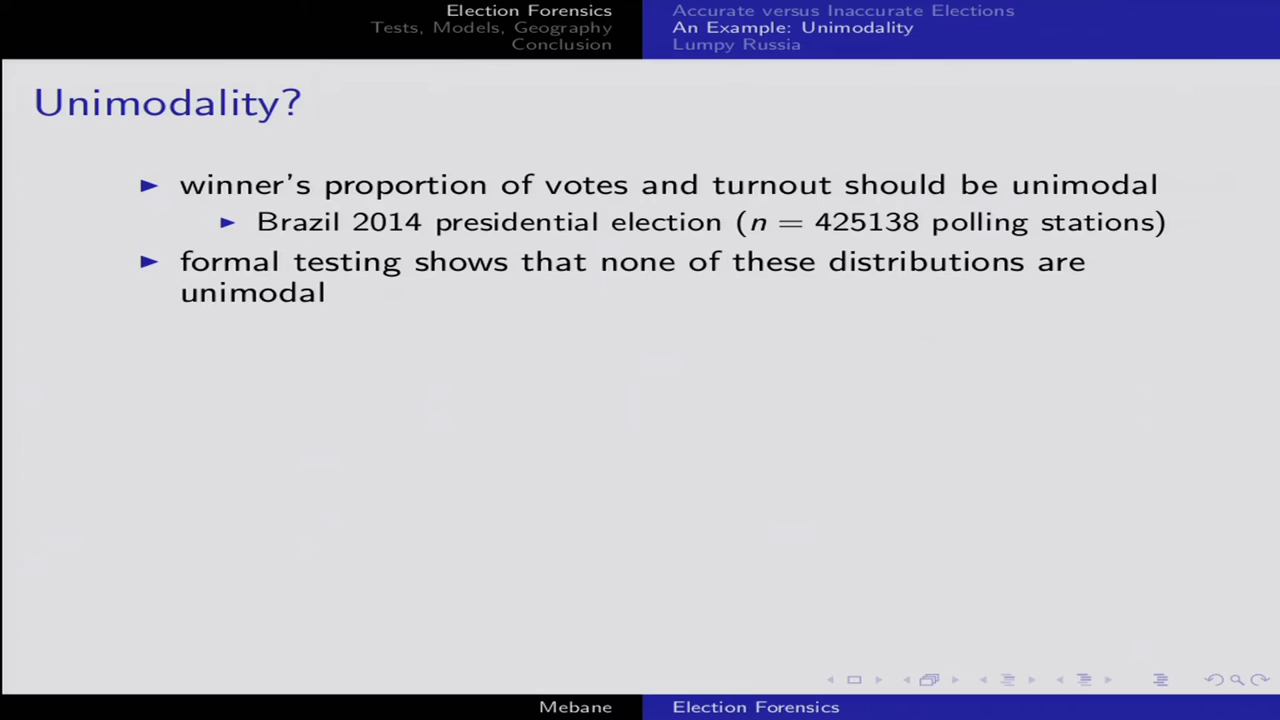 Election Forensics
Tests, Models, Geography
Conclusion
Accurate versus Inaccurate Elections
An Example: Unimodality
Lumpy Russia
Unimodality?
winner's proportion of votes and turnout should be unimodal
Brazil 2014 presidential election (n = 425138 polling stations)
formal testing shows that none of these distributions are
unimodal
Mebane
Election Forensics